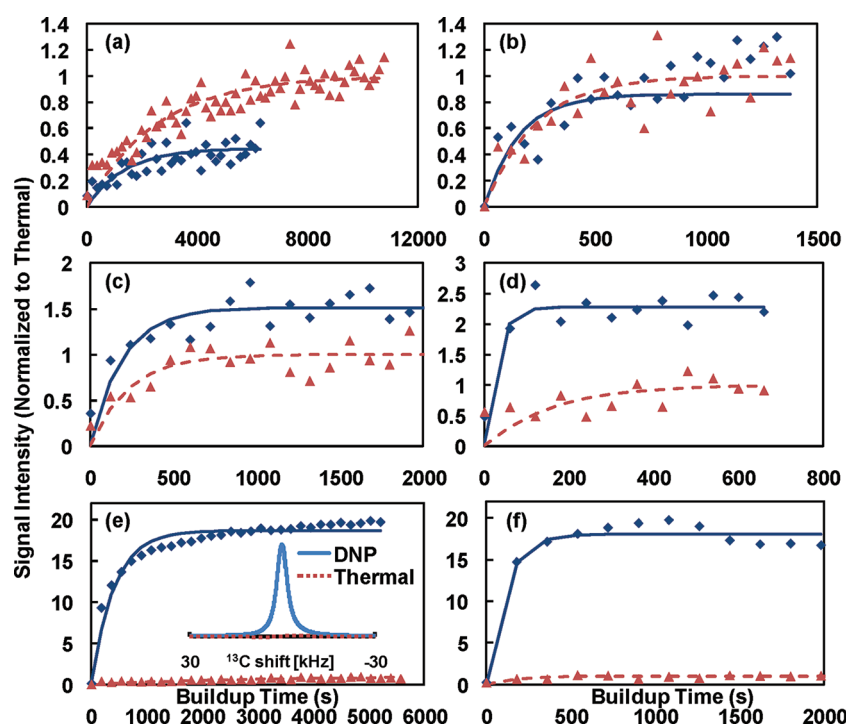 Signal Intensity (Normalized to Thermal)
(a)
1.4
1.2
1
0.8
0.6
0.4
0.2
0
0 4000 8000 12000
(b)
1.4
1.2
1
0.8
0.6
0.4
0.2
0
0 500 1000 1500
(c)
2
1.5
1
0.5
0
0 500 1000 1500 2000
(d)
3
2.5
2
1.5
1
0.5
0
0 200 400 600 800
(e)
20
15
10
5
0
DNP
Thermal
30 ¹³C shift [kHz] -30
Buildup Time (s)
0 1000 2000 3000 4000 5000 6000
(f)
20
15
10
5
0
Buildup Time (s)
0 500 1000 1500 2000